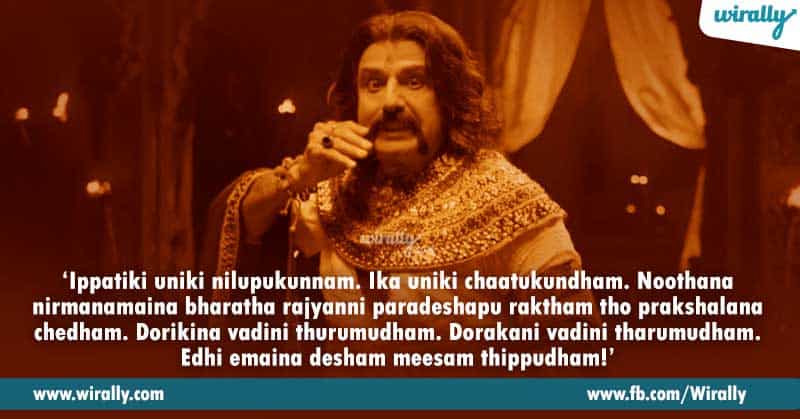 wirally
wirally
‘Ippatiki uniki nilupukunnam. Ika uniki chaatukundham. Noothana
nirmanamaina bharatha rajyanni paradeshapu raktham tho prakshalana
chedham. Dorikina vadini thurumudham. Dorakani vadini tharumudham.
Edhi emaina desham meesam thippudham!’
www.wirally.com
www.fb.com/Wirally